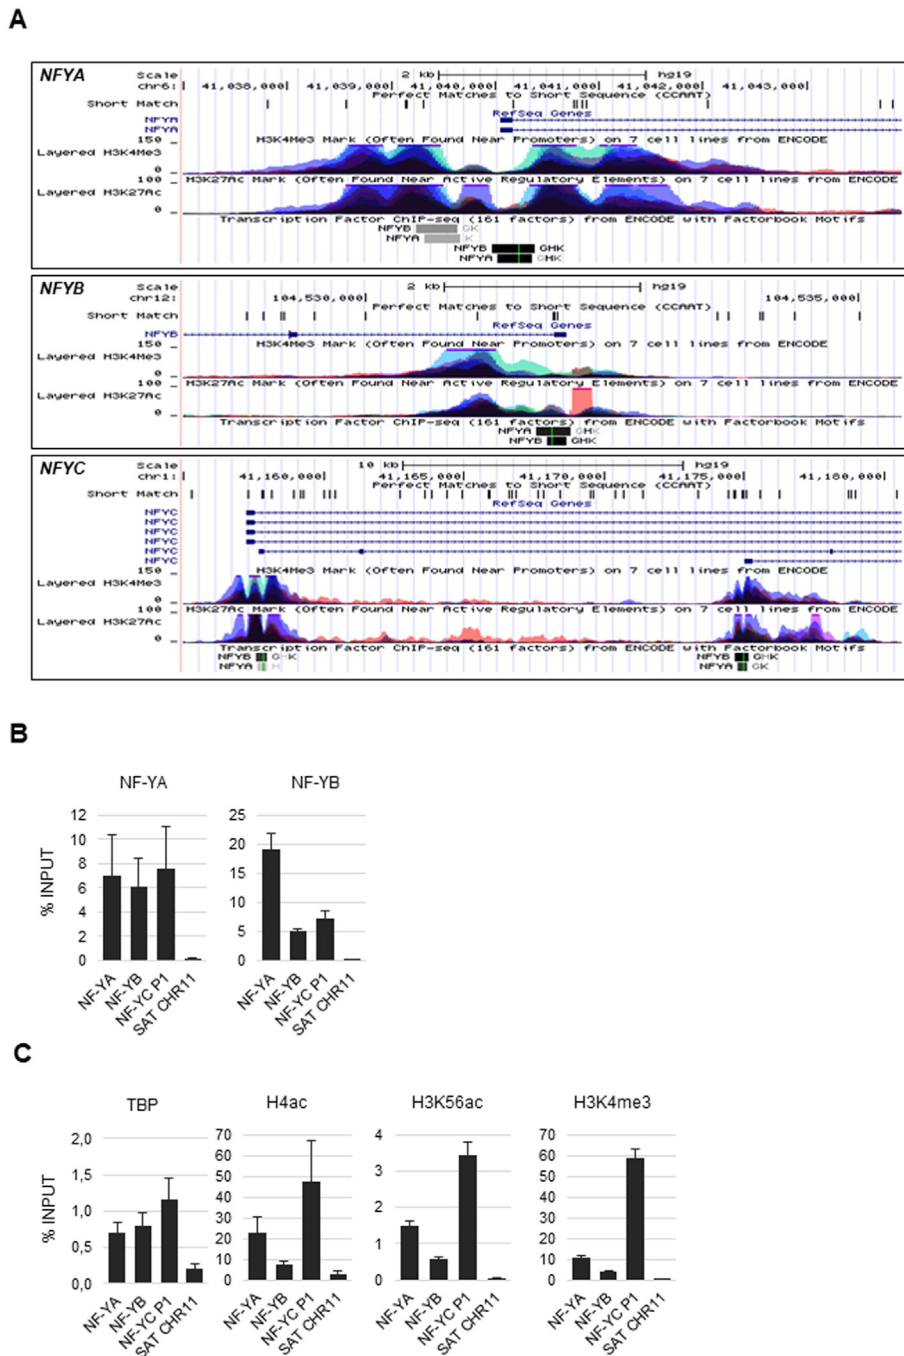 A
NFYA
Scale 2 kb hg19
chr6: 41,038,000 41,039,000 41,040,000 41,041,000 41,042,000 41,043,000
Perfect Matches to Short Sequence (CCAAT)
Short Match
RefSeq Genes
NFYA
NFYA
H3K4Me3 Mark (Often Found Near Promoters) on 7 cell lines from ENCODE
150
Layered H3K4Me3
0
H3K27Ac Mark (Often Found Near Active Regulatory Elements) on 7 cell lines from ENCODE
100
Layered H3K27Ac
0
Transcription Factor ChIP-seq (161 factors) from ENCODE with Factorbook Motifs
NFYB GK
NFYA K
NFYB GHK
NFYA GHK
NFYB
Scale 2 kb hg19
chr12: 104,530,000 104,535,000
Perfect Matches to Short Sequence (CCAAT)
Short Match
RefSeq Genes
NFYB
H3K4Me3 Mark (Often Found Near Promoters) on 7 cell lines from ENCODE
150
Layered H3K4Me3
0
H3K27Ac Mark (Often Found Near Active Regulatory Elements) on 7 cell lines from ENCODE
100
Layered H3K27Ac
0
Transcription Factor ChIP-seq (161 factors) from ENCODE with Factorbook Motifs
NFYA GHK
NFYB GHK
NFYC
Scale 10 kb hg19
chr1: 41,160,000 41,165,000 41,170,000 41,175,000 41,180,000
Perfect Matches to Short Sequence (CCAAT)
Short Match
RefSeq Genes
NFYC
NFYC
NFYC
NFYC
NFYC
NFYC
H3K4Me3 Mark (Often Found Near Promoters) on 7 cell lines from ENCODE
150
Layered H3K4Me3
0
H3K27Ac Mark (Often Found Near Active Regulatory Elements) on 7 cell lines from ENCODE
100
Layered H3K27Ac
0
Transcription Factor ChIP-seq (161 factors) from ENCODE with Factorbook Motifs
NFYB GHK NFYB GHK
NFYA H NFYA GK
B
NF-YA
% INPUT
12
10
8
6
4
2
0
NF-YA NF-YB NF-YC P1 SAT CHR11
NF-YB
25
20
15
10
5
0
NF-YA NF-YB NF-YC P1 SAT CHR11
C
TBP
% INPUT
2,0
1,5
1,0
0,5
0,0
NF-YA NF-YB NF-YC P1 SAT CHR11
H4ac
70
60
50
40
30
20
10
0
NF-YA NF-YB NF-YC P1 SAT CHR11
H3K56ac
4
3
2
1
0
NF-YA NF-YB NF-YC P1 SAT CHR11
H3K4me3
70
60
50
40
30
20
10
0
NF-YA NF-YB NF-YC P1 SAT CHR11